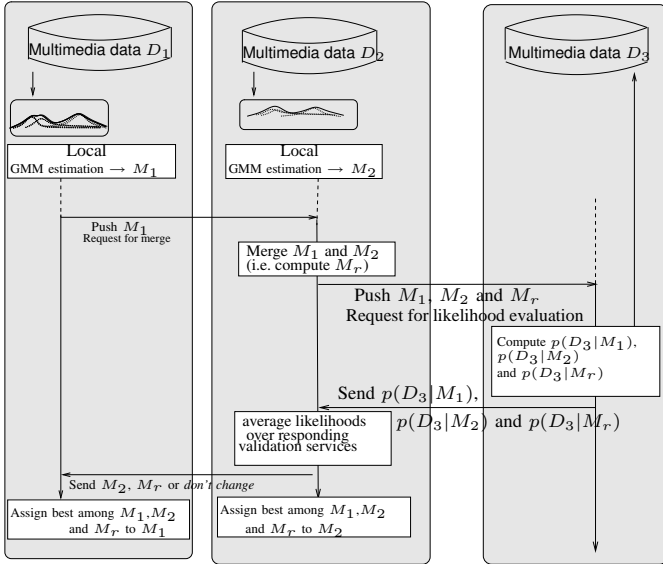 Multimedia data D₁
Multimedia data D₂
Multimedia data D₃
Local
GMM estimation → M₁
Local
GMM estimation → M₂
Push M₁
Request for merge
Merge M₁ and M₂
(i.e. compute Mᵣ)
Push M₁, M₂ and Mᵣ
Request for likelihood evaluation
Compute p(D₃|M₁),
p(D₃|M₂)
and p(D₃|Mᵣ)
Send p(D₃|M₁),
p(D₃|M₂) and p(D₃|Mᵣ)
average likelihoods
over responding
validation services
Send M₂, Mᵣ or don't change
Assign best among M₁,M₂
and Mᵣ to M₁
Assign best among M₁,M₂
and Mᵣ to M₂